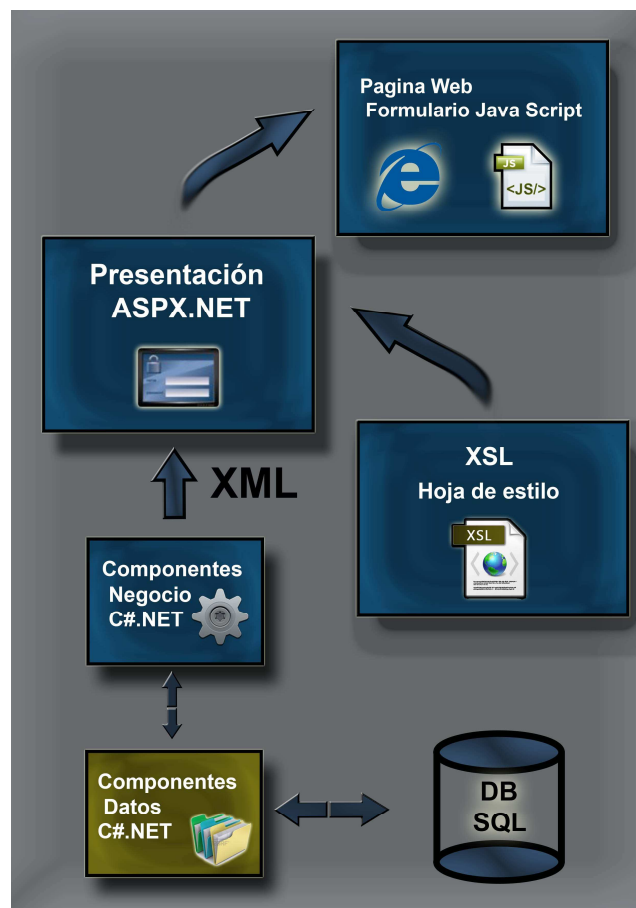 Pagina Web
Formulario Java Script
JS
<JS/>
Presentación
ASPX.NET
XML
XSL
Hoja de estilo
XSL
Componentes
Negocio
C#.NET
Componentes
Datos
C#.NET
DB
SQL